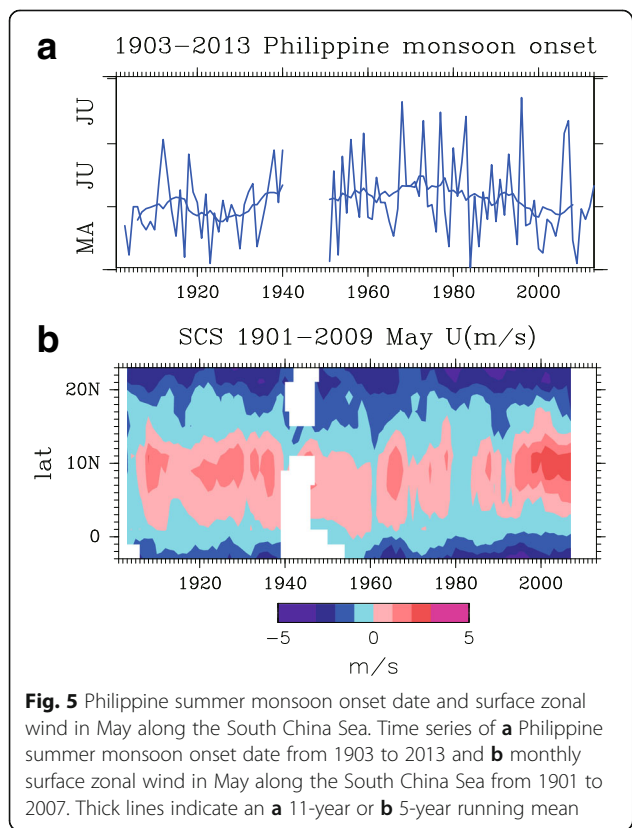 a
1903–2013 Philippine monsoon onset
JU
JU
MA
1920 1940 1960 1980 2000
b
SCS 1901–2009 May U(m/s)
20N
10N
0
lat
1920 1940 1960 1980 2000
−5 0 5
m/s
Fig. 5 Philippine summer monsoon onset date and surface zonal
wind in May along the South China Sea. Time series of a Philippine
summer monsoon onset date from 1903 to 2013 and b monthly
surface zonal wind in May along the South China Sea from 1901 to
2007. Thick lines indicate an a 11-year or b 5-year running mean